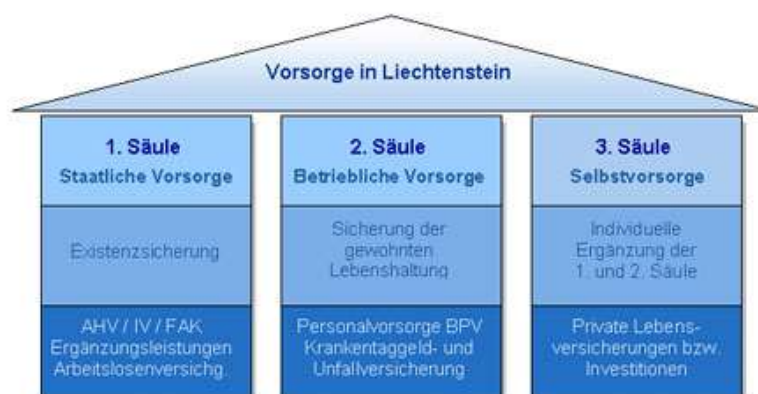 Vorsorge in Liechtenstein
1. Säule
Staatliche Vorsorge
Existenzsicherung
AHV / IV / FAK
Ergänzungsleistungen
Arbeitslosenversichg.
2. Säule
Betriebliche Vorsorge
Sicherung der
gewohnten
Lebenshaltung
Personalvorsorge BPV
Krankentaggeld- und
Unfallversicherung
3. Säule
Selbstvorsorge
Individuelle
Ergänzung der
1. und 2. Säule
Private Lebens-
versicherungen bzw.
Investitionen